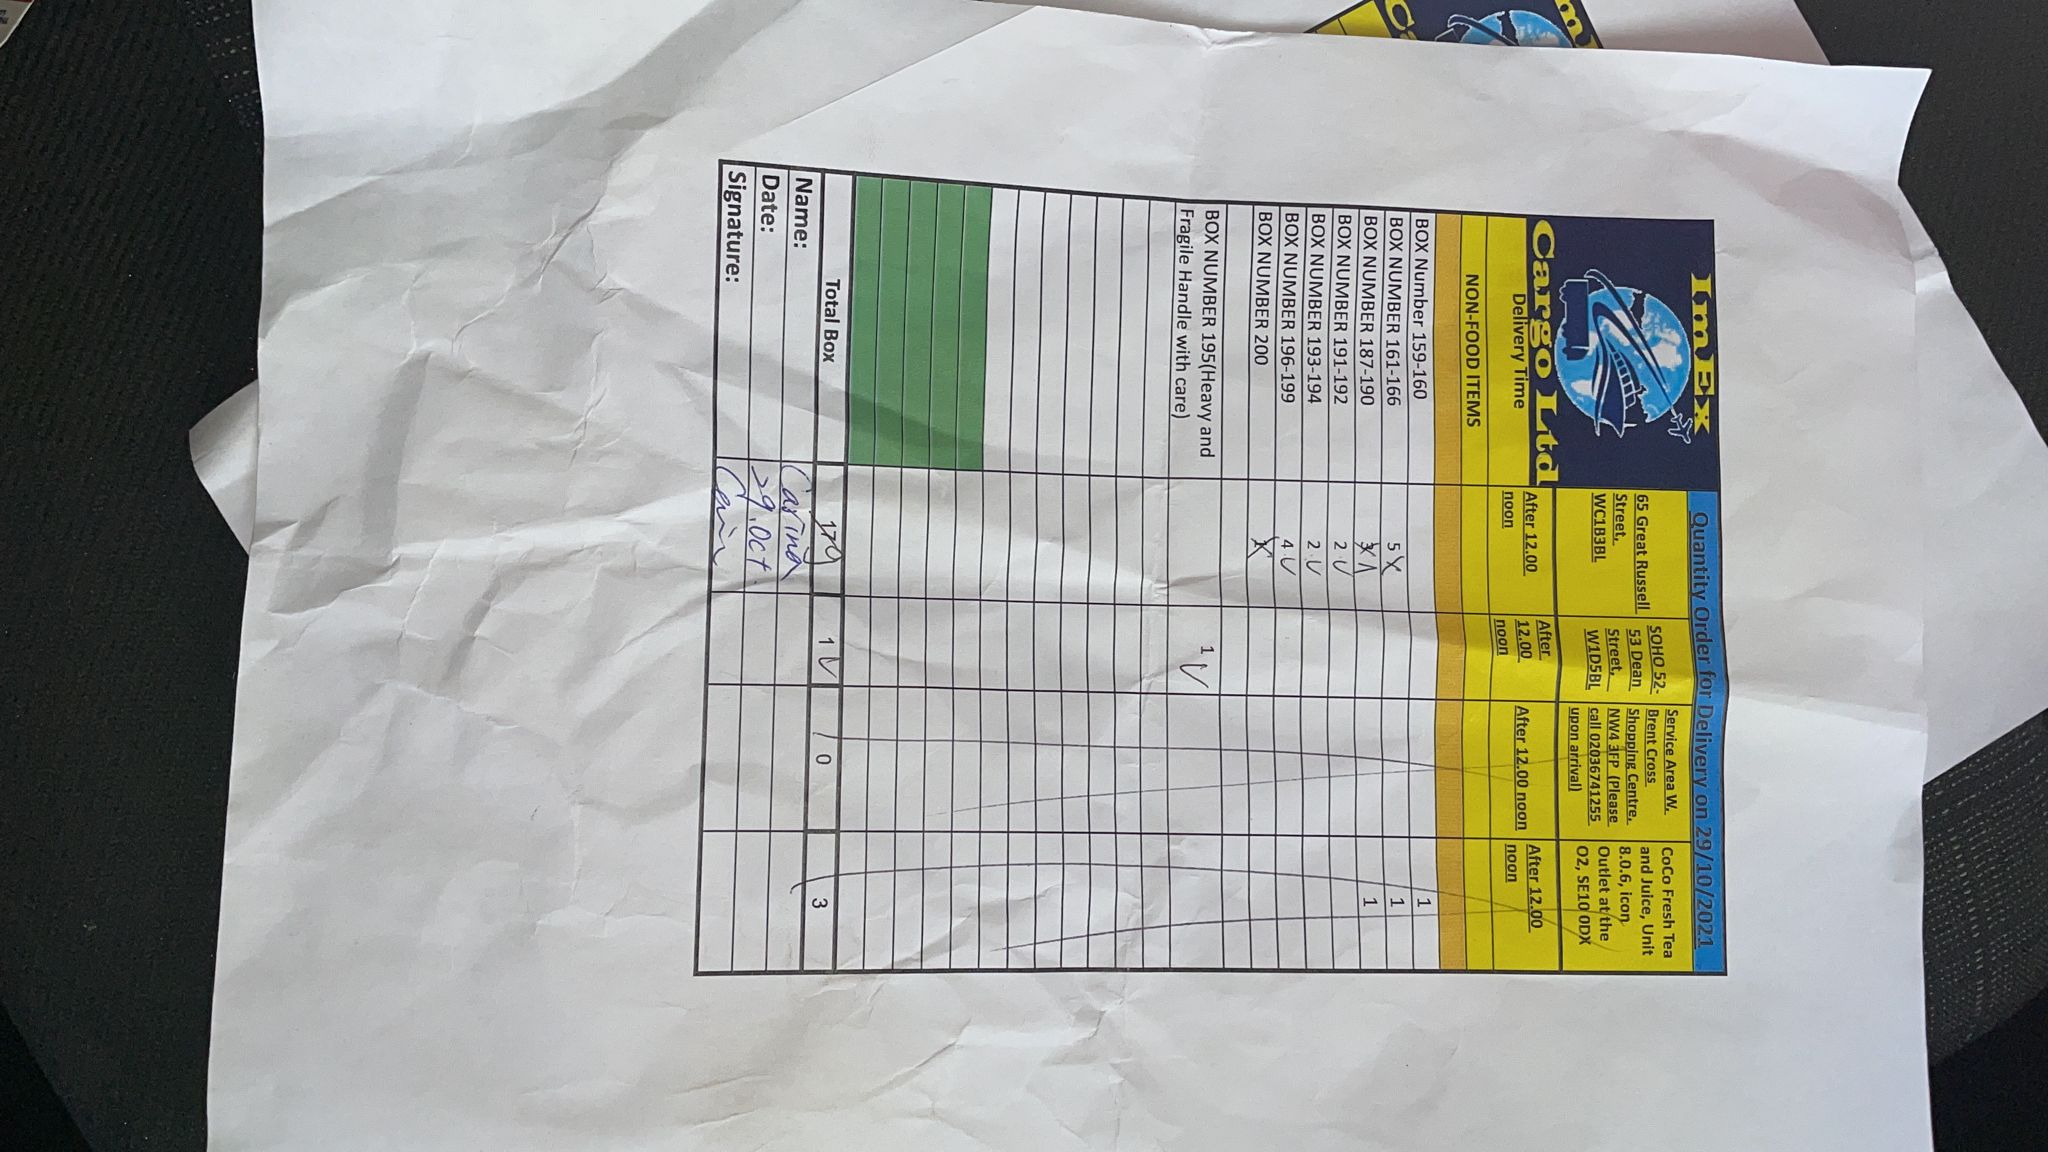 ImEx
Cargo Ltd
Quantity Order for Delivery on 29/10/2021
65 Great Russell
Street,
WC1B3BL
SOHO 52-
53 Dean
Street,
W1D5BL
Service Area W.
Brent Cross
Shopping Centre,
NW4 3FP (Please
call 02036741255
upon arrival)
CoCo Fresh Tea
and Juice, Unit
8.0.6, icon
Outlet at the
O2, SE10 0DX
Delivery Time
After 12.00
noon
After
12.00
noon
After 12.00 noon
After 12.00
noon
NON-FOOD ITEMS
BOX Number 159-160 1
BOX NUMBER 161-166 5 1
BOX NUMBER 187-190 1
BOX NUMBER 191-192 2
BOX NUMBER 193-194 2
BOX NUMBER 196-199 4
BOX NUMBER 200
BOX NUMBER 195(Heavy and
Fragile Handle with care) 1
Total Box 1 0 3
Name: Carina
Date: 29.Oct.
Signature: